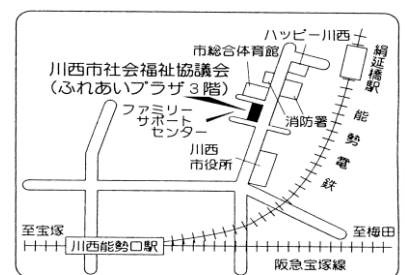 ハッピー川西
市総合体育館
川西市社会福祉協議会
(ふれあいプラザ3階)
ファミリー
サポート
センター
消防署
絹延橋駅
川西
市役所
能勢電鉄
至宝塚
川西能勢口駅
至梅田
阪急宝塚線